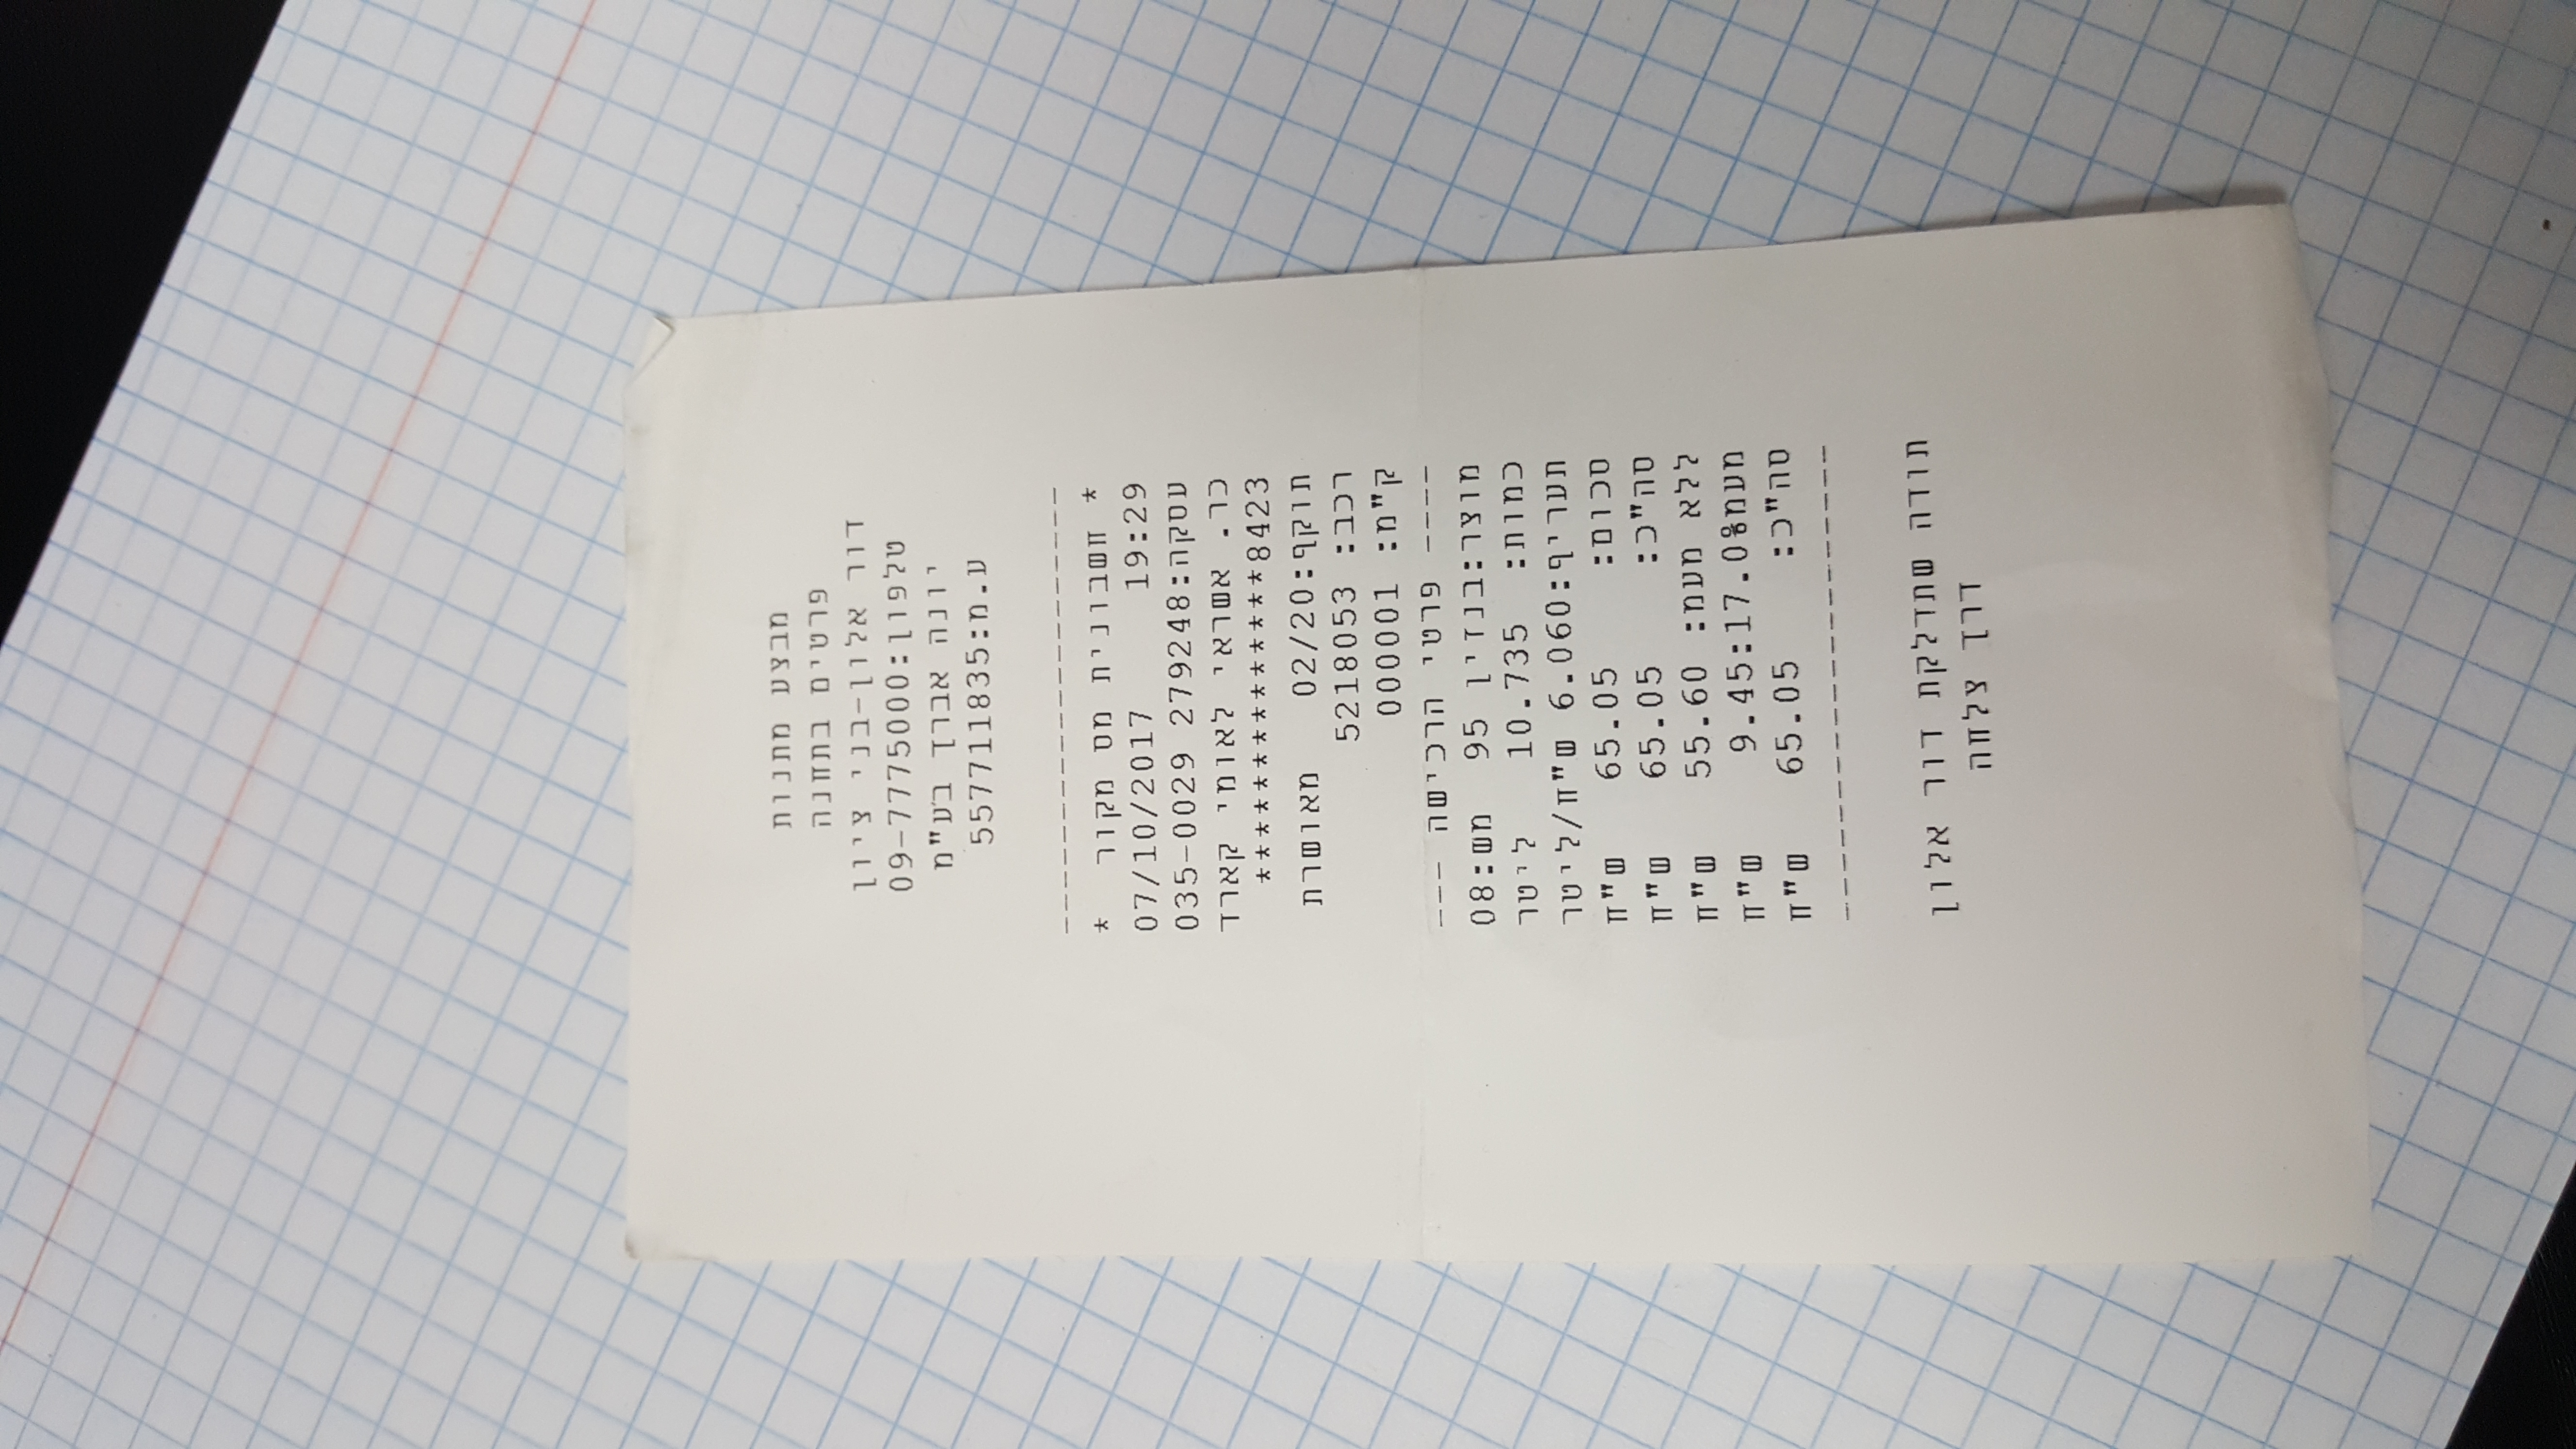 מבצע מתנות
פרטים בתחנה
דור אלון-בני ציון
טלפון:09-7775000
יונה אברך בע"מ
ע.מ:557711835
--------------------
* חשבונית מס מקור *
07/10/2017 19:29
עסקה:279248 035-0029
כר. אשראי לאומי קארד
**************8423
תוקף:02/20 מאושרת
רכב: 5218053
ק"מ: 000001
---- פרטי הרכישה ---
מוצר:בנזין 95 מש:08
כמות: 10.735 ליטר
תעריף:6.060 ש"ח/ליטר
סכום: 65.05 ש"ח
סה"כ: 65.05 ש"ח
ללא מעמ: 55.60 ש"ח
מעמ17.0%:9.45 ש"ח
סה"כ: 65.05 ש"ח
--------------------
תודה שתדלקת דור אלון
דרך צלחה